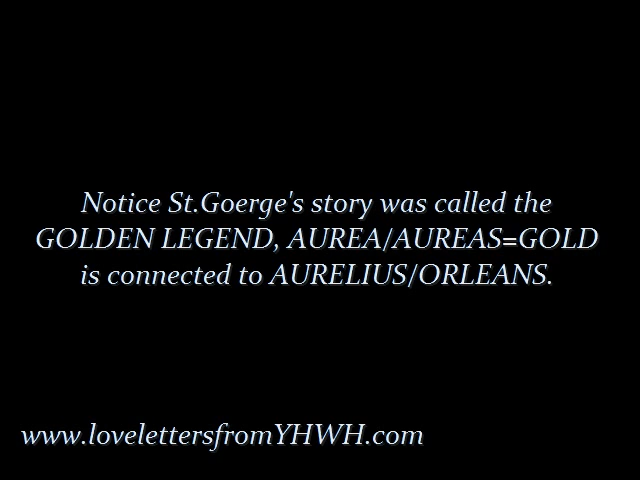 Notice St.Goerge's story was called the
GOLDEN LEGEND, AUREA/AUREAS=GOLD
is connected to AURELIUS/ORLEANS.
www.lovelettersfromYHWH.com